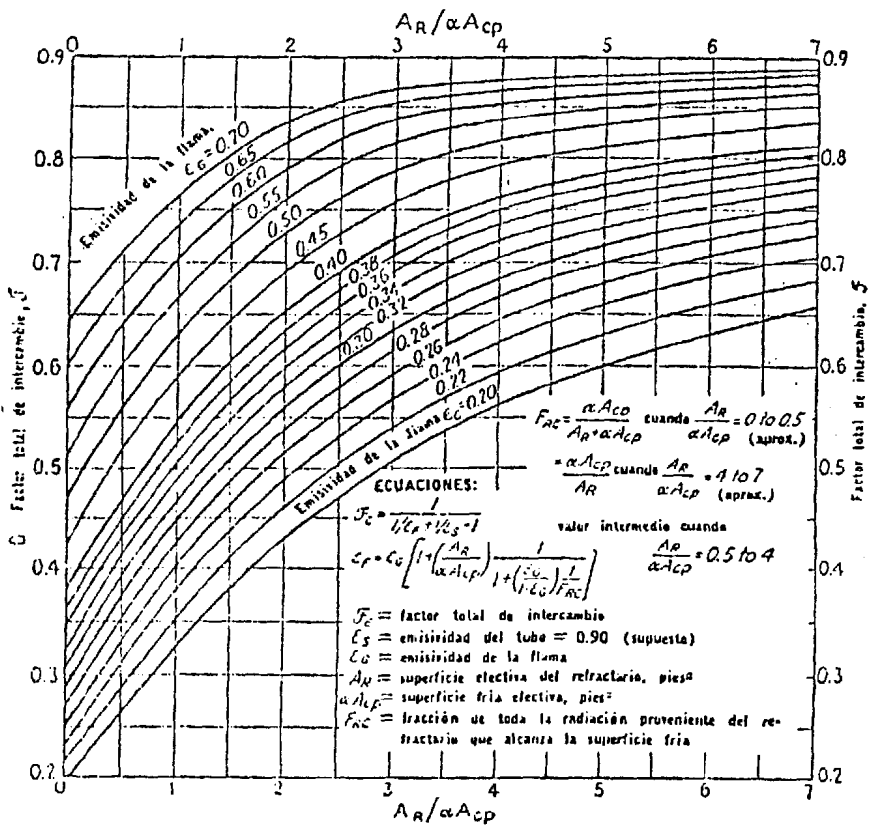 A_R/αA_cp
0 1 2 3 4 5 6 7
0.9 0.9
0.8 0.8
0.7 0.7
0.6 0.6
0.5 0.5
0.4 0.4
0.3 0.3
0.2 0.2
Factor total de intercambio, F
Factor total de intercambio, F
Emisividad de la flama,
ε_G=0.70
0.65
0.60
0.55
0.50
0.45
0.40
0.38
0.36
0.34
0.32
0.30
0.28
0.26
0.24
0.22
Emisividad de la flama ε_G=0.20
F_RC = αA_cp / (A_R+αA_cp) cuando A_R/αA_cp = 0 to 0.5
(aprox.)
= αA_cp/A_R cuando A_R/αA_cp = 4 to 7
(aprox.)
valor intermedio cuando
A_R/αA_cp = 0.5 to 4
ECUACIONES:
F_c = 1 / (1/ε_F + 1/ε_S - 1)
ε_F = ε_G [1+(A_R/αA_cp) 1 / (1+(ε_G/(1-ε_G)) 1/F_RC)]
F_c = factor total de intercambio
ε_S = emisividad del tubo = 0.90 (supuesta)
ε_G = emisividad de la flama
A_R = superficie efectiva del refractario, pies²
αA_cp = superficie fria efectiva, pies²
F_RC = fracción de toda la radiación proveniente del re-
fractario que alcanza la superficie fria
0 1 2 3 4 5 6 7
A_R/αA_cp